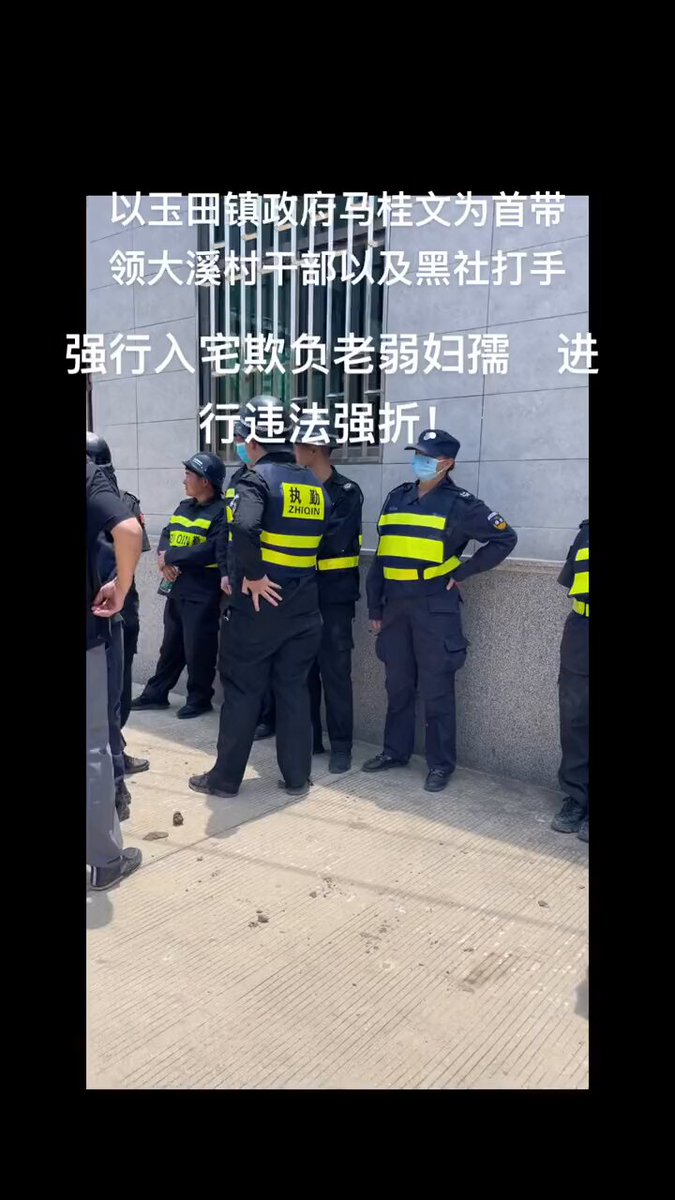 以玉田镇政府马桂文为首带
领大溪村干部以及黑社打手
强行入宅欺负老弱妇孺 进
行违法强折！
执勤
ZHIQIN